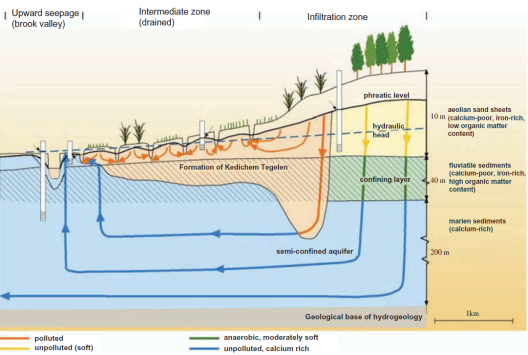 Upward seepage
(brook valley)
Intermediate zone
(drained)
Infiltration zone
phreatic level
hydraulic
head
10 m
aeolian sand sheets
(calcium-poor, iron-rich,
low organic matter
content)
Formation of Kedichem Tegelen
confining layer
40 m
fluviatle sediments
(calcium-poor, iron-rich,
high organic matter
content)
marien sediments
(calcium-rich)
semi-confined aquifer
200 m
Geological base of hydrogeology
1km
polluted
unpolluted (soft)
anaerobic, moderately soft
unpolluted, calcium rich